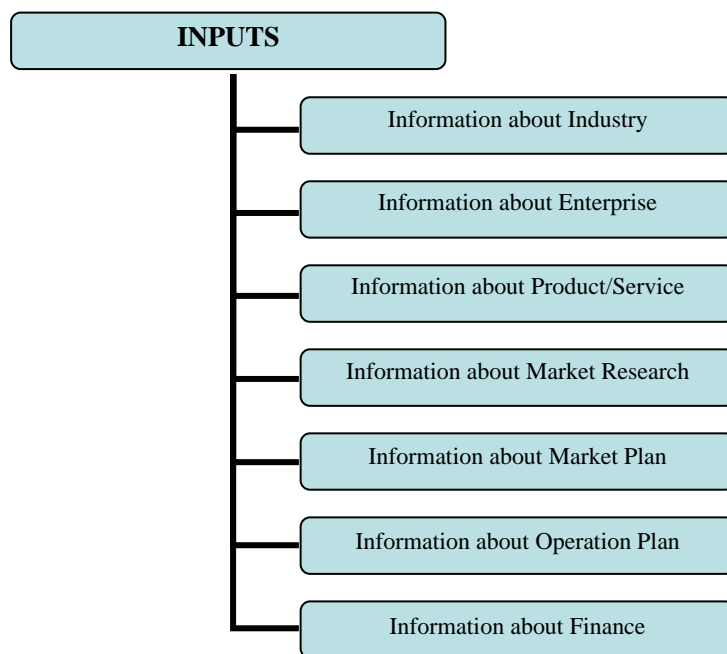 INPUTS
Information about Industry
Information about Enterprise
Information about Product/Service
Information about Market Research
Information about Market Plan
Information about Operation Plan
Information about Finance